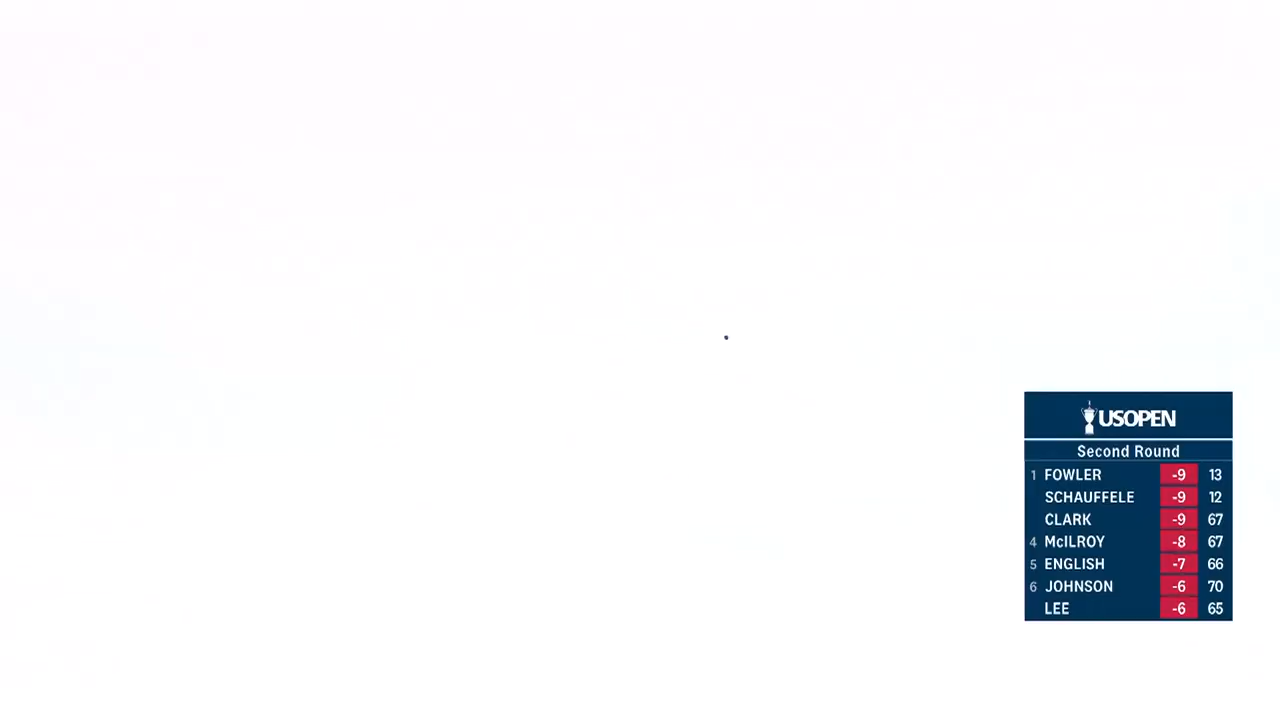 USOPEN
Second Round
1 FOWLER -9 13
SCHAUFFELE -9 12
CLARK -9 67
4 McILROY -8 67
5 ENGLISH -7 66
6 JOHNSON -6 70
LEE -6 65